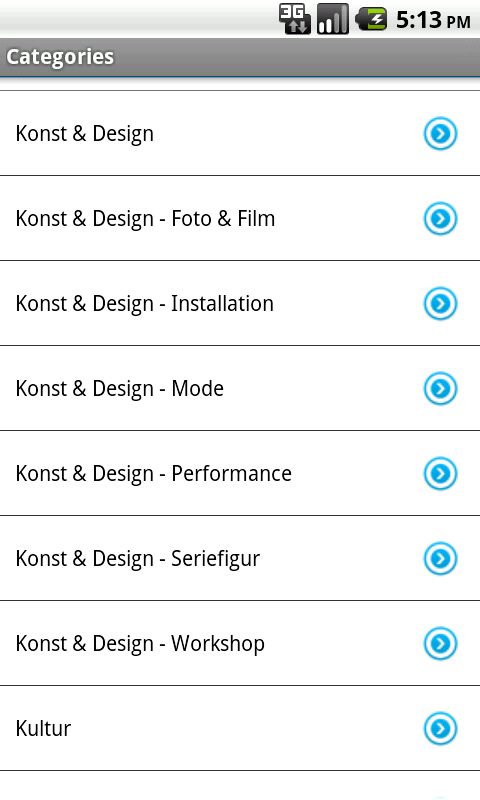 3G
5:13 PM
Categories
Konst & Design
Konst & Design - Foto & Film
Konst & Design - Installation
Konst & Design - Mode
Konst & Design - Performance
Konst & Design - Seriefigur
Konst & Design - Workshop
Kultur